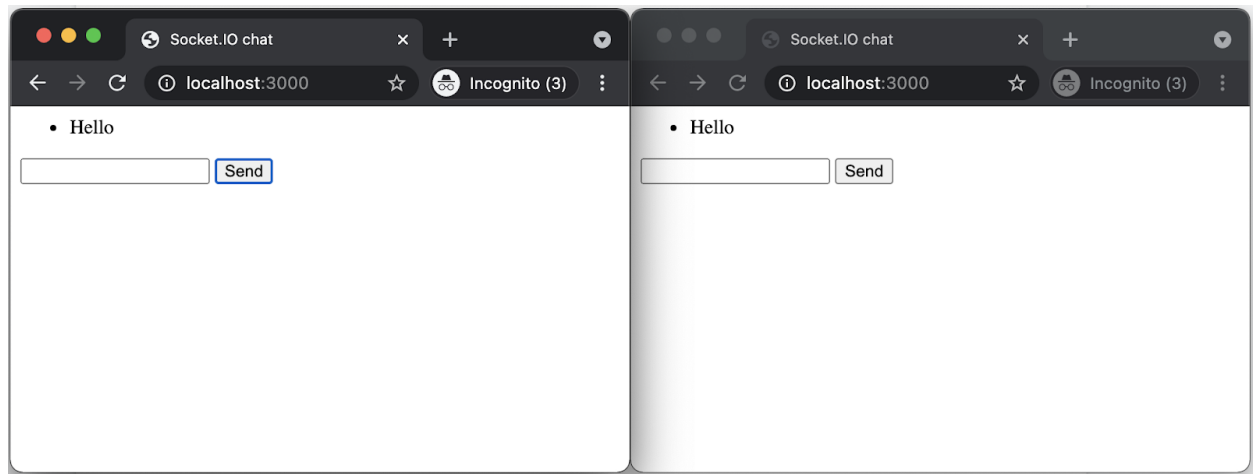 Socket.IO chat
localhost:3000 Incognito (3)
• Hello
Send
Socket.IO chat
localhost:3000 Incognito (3)
• Hello
Send